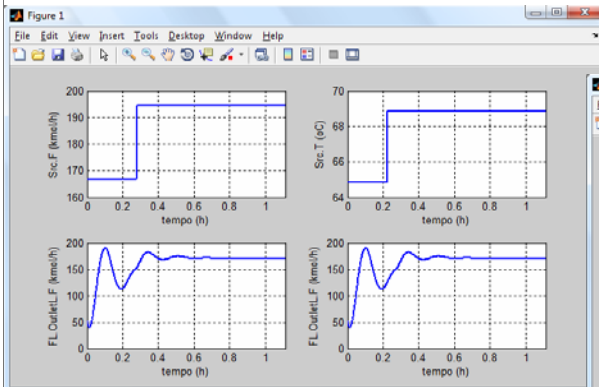 Figure 1
File Edit View Insert Tools Desktop Window Help
200
190
180
170
160
Src.F (kmol/h)
0 0.2 0.4 0.6 0.8 1
tempo (h)
70
68
66
64
Src.T (oC)
0 0.2 0.4 0.6 0.8 1
tempo (h)
200
150
100
50
0
FL.OutletL.F (kmol/h)
0 0.2 0.4 0.6 0.8 1
tempo (h)
200
150
100
50
0
FL.OutletL.F (kmol/h)
0 0.2 0.4 0.6 0.8 1
tempo (h)